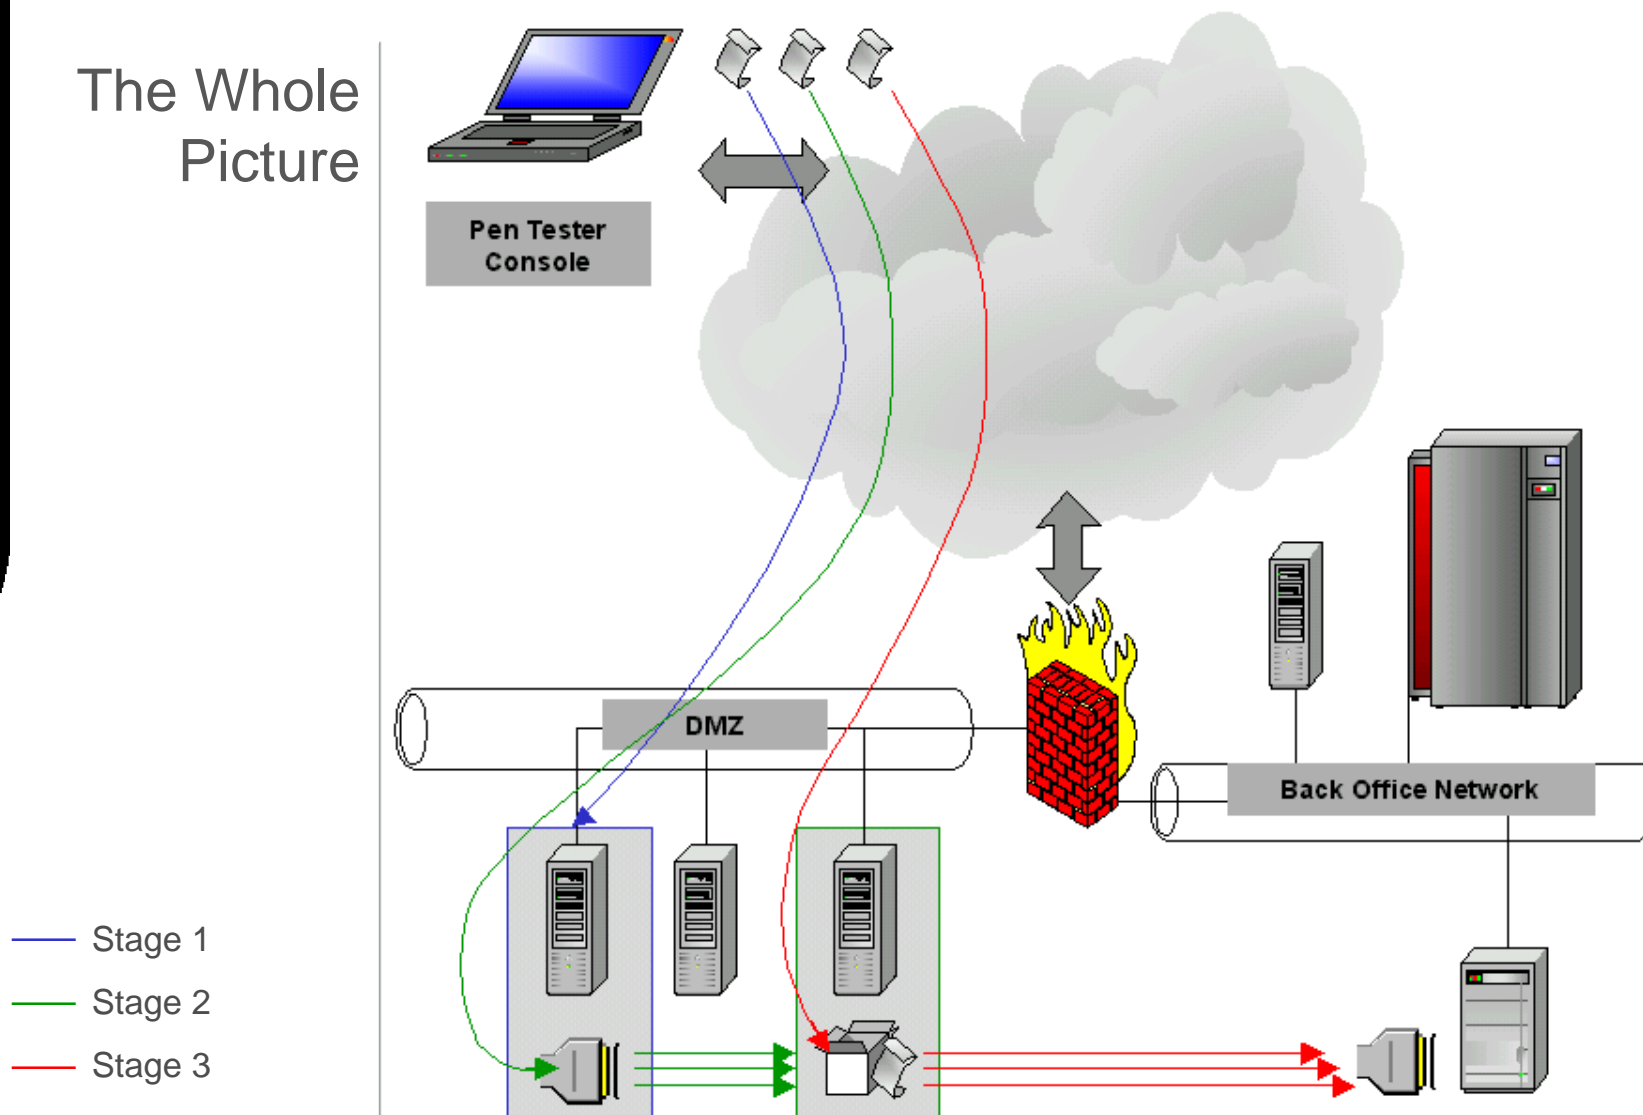 The Whole
Picture
Pen Tester
Console
DMZ
Back Office Network
Stage 1
Stage 2
Stage 3